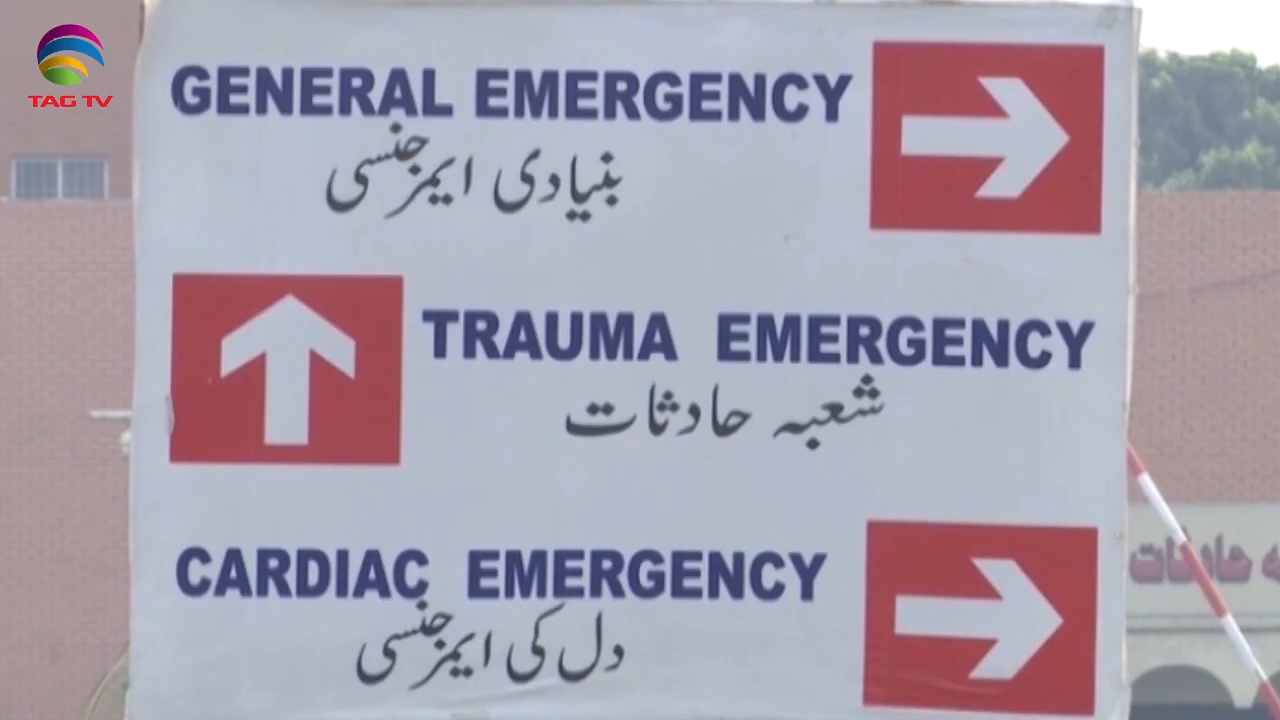 TAG TV
GENERAL EMERGENCY
بنیادی ایمرجنسی
TRAUMA EMERGENCY
شعبہ حادثات
CARDIAC EMERGENCY
دل کی ایمرجنسی
حادثات